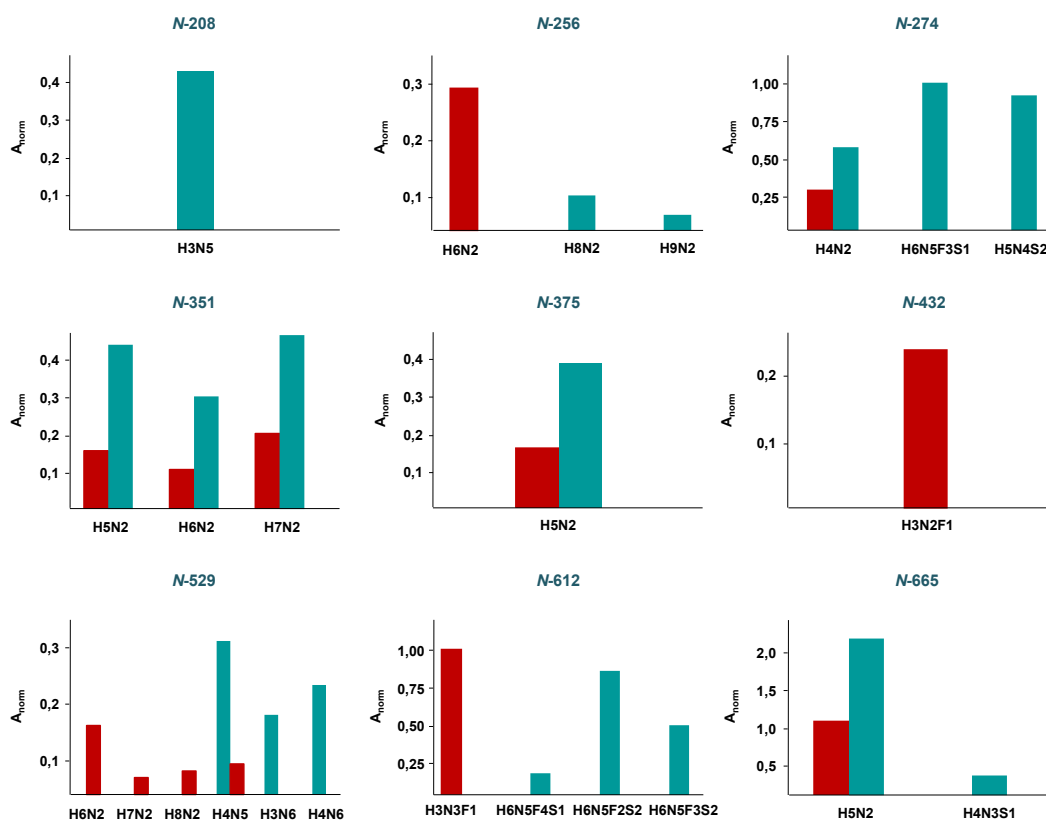 N-208
0,4
0,3
0,2
0,1
Anorm
H3N5
N-256
0,3
0,2
0,1
Anorm
H6N2 H8N2 H9N2
N-274
1,00
0,75
0,50
0,25
Anorm
H4N2 H6N5F3S1 H5N4S2
N-351
0,4
0,3
0,2
0,1
Anorm
H5N2 H6N2 H7N2
N-375
0,4
0,3
0,2
0,1
Anorm
H5N2
N-432
0,2
0,1
Anorm
H3N2F1
N-529
0,3
0,2
0,1
Anorm
H6N2 H7N2 H8N2 H4N5 H3N6 H4N6
N-612
1,00
0,75
0,50
0,25
Anorm
H3N3F1 H6N5F4S1 H6N5F2S2 H6N5F3S2
N-665
2,0
1,5
1,0
0,5
Anorm
H5N2 H4N3S1